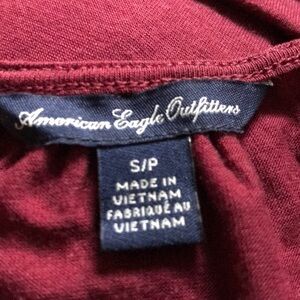 American Eagle Outfitters
S/P
MADE IN
VIETNAM
FABRIQUÉ AU
VIETNAM